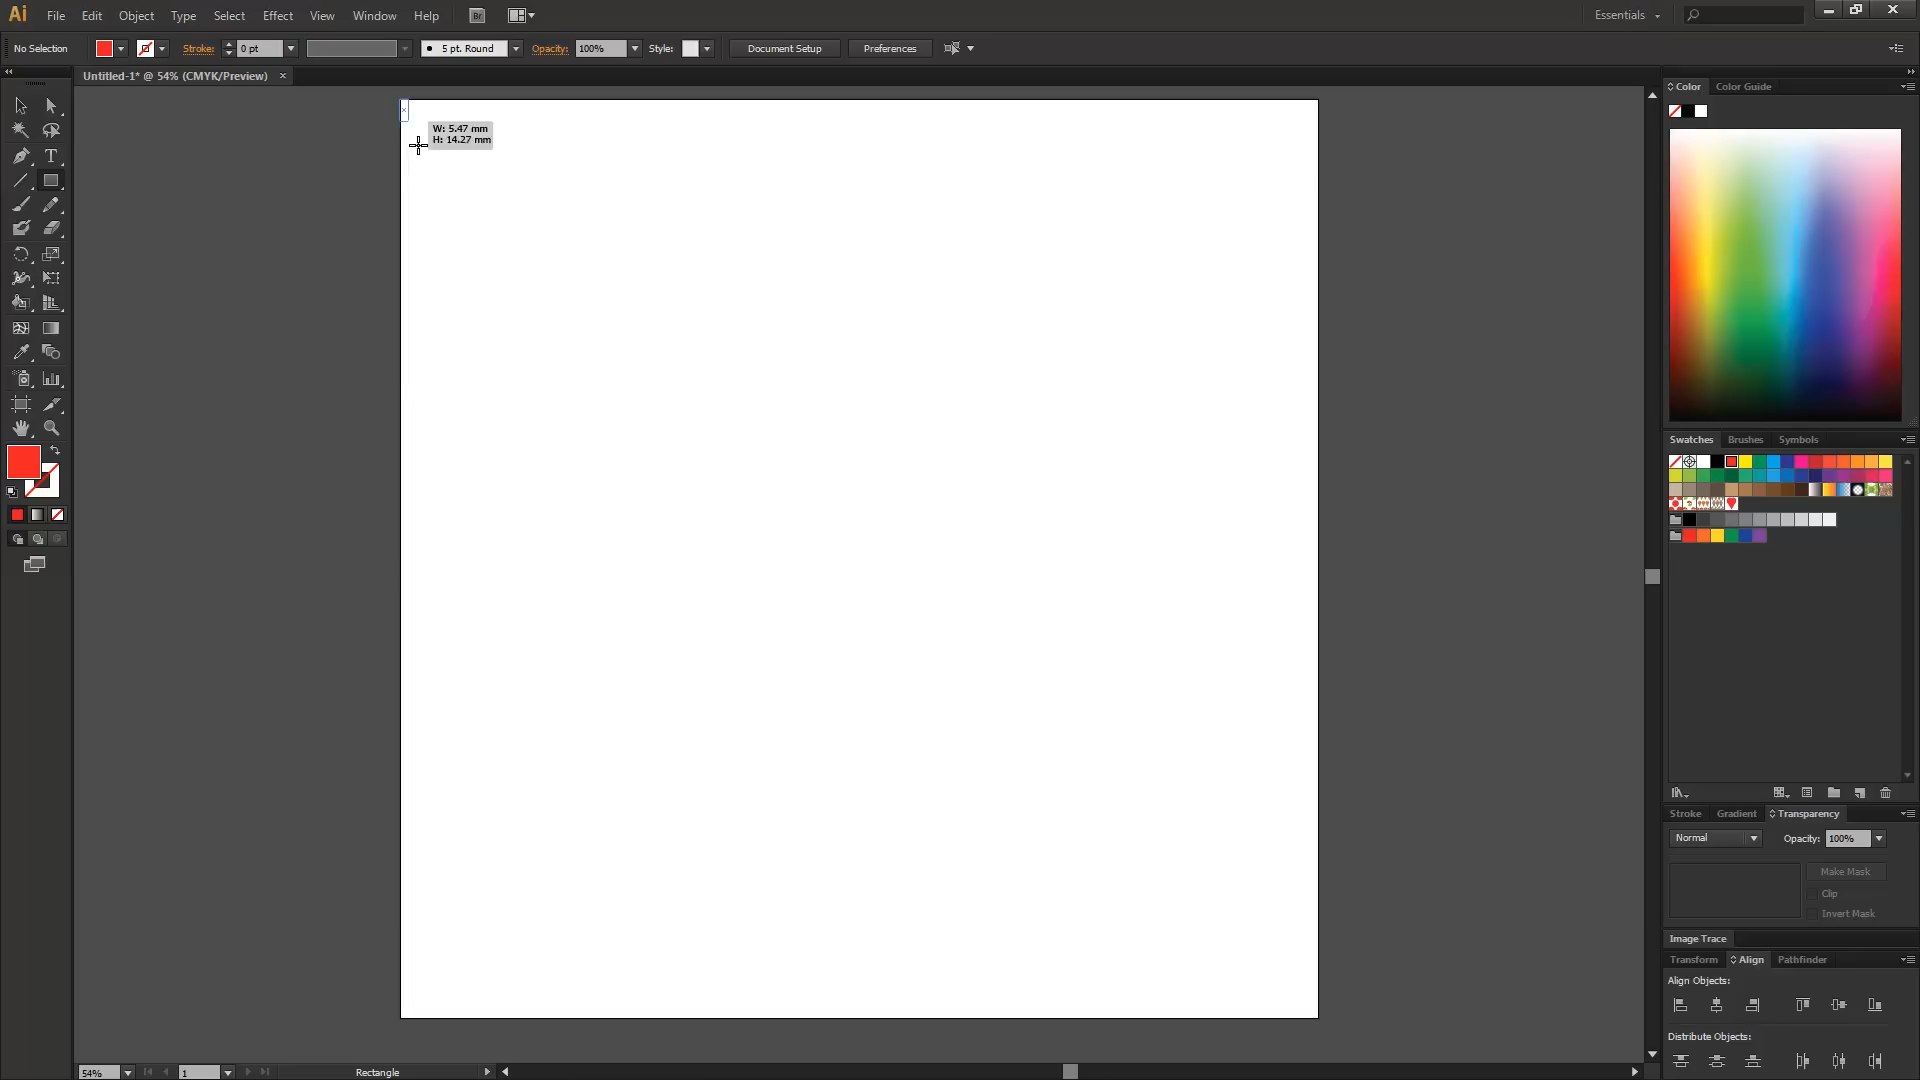 Ai File Edit Object Type Select Effect View Window Help Br Essentials
No Selection Stroke: 0 pt 5 pt. Round Opacity: 100% Style: Document Setup Preferences
Untitled-1* @ 54% (CMYK/Preview)
W: 5.47 mm
H: 14.27 mm
Color Color Guide
Swatches Brushes Symbols
Stroke Gradient Transparency
Normal Opacity: 100%
Make Mask
Clip
Invert Mask
Image Trace
Transform Align Pathfinder
Align Objects:
Distribute Objects:
54% 1 Rectangle